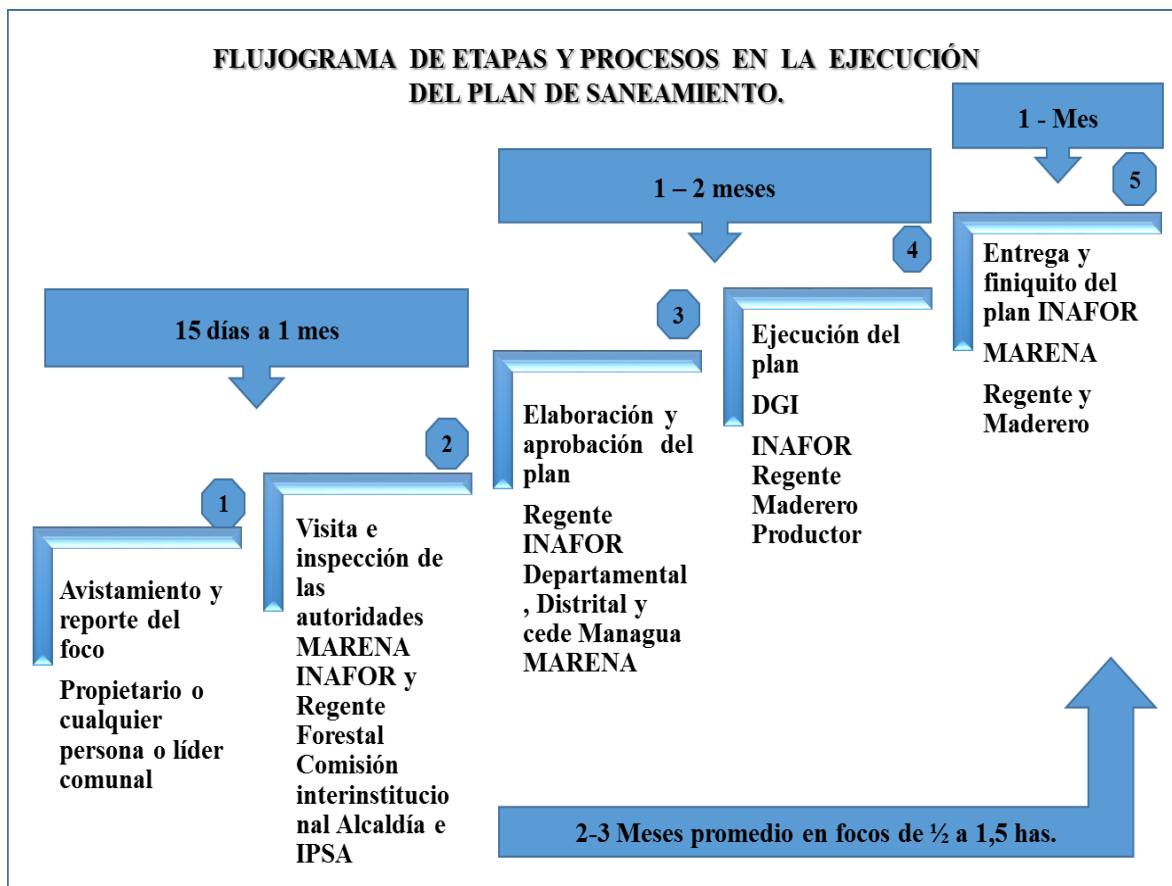 FLUJOGRAMA DE ETAPAS Y PROCESOS EN LA EJECUCIÓN
DEL PLAN DE SANEAMIENTO.
15 días a 1 mes
1
Avistamiento y
reporte del
foco
Propietario o
cualquier
persona o líder
comunal
2
Visita e
inspección de
las
autoridades
MARENA
INAFOR y
Regente
Forestal
Comisión
interinstitucio
nal Alcaldía e
IPSA
1 – 2 meses
3
Elaboración y
aprobación del
plan
Regente
INAFOR
Departamental
, Distrital y
cede Managua
MARENA
4
Ejecución del
plan
DGI
INAFOR
Regente
Maderero
Productor
1 - Mes
5
Entrega y
finiquito del
plan INAFOR
MARENA
Regente y
Maderero
2-3 Meses promedio en focos de ½ a 1,5 has.